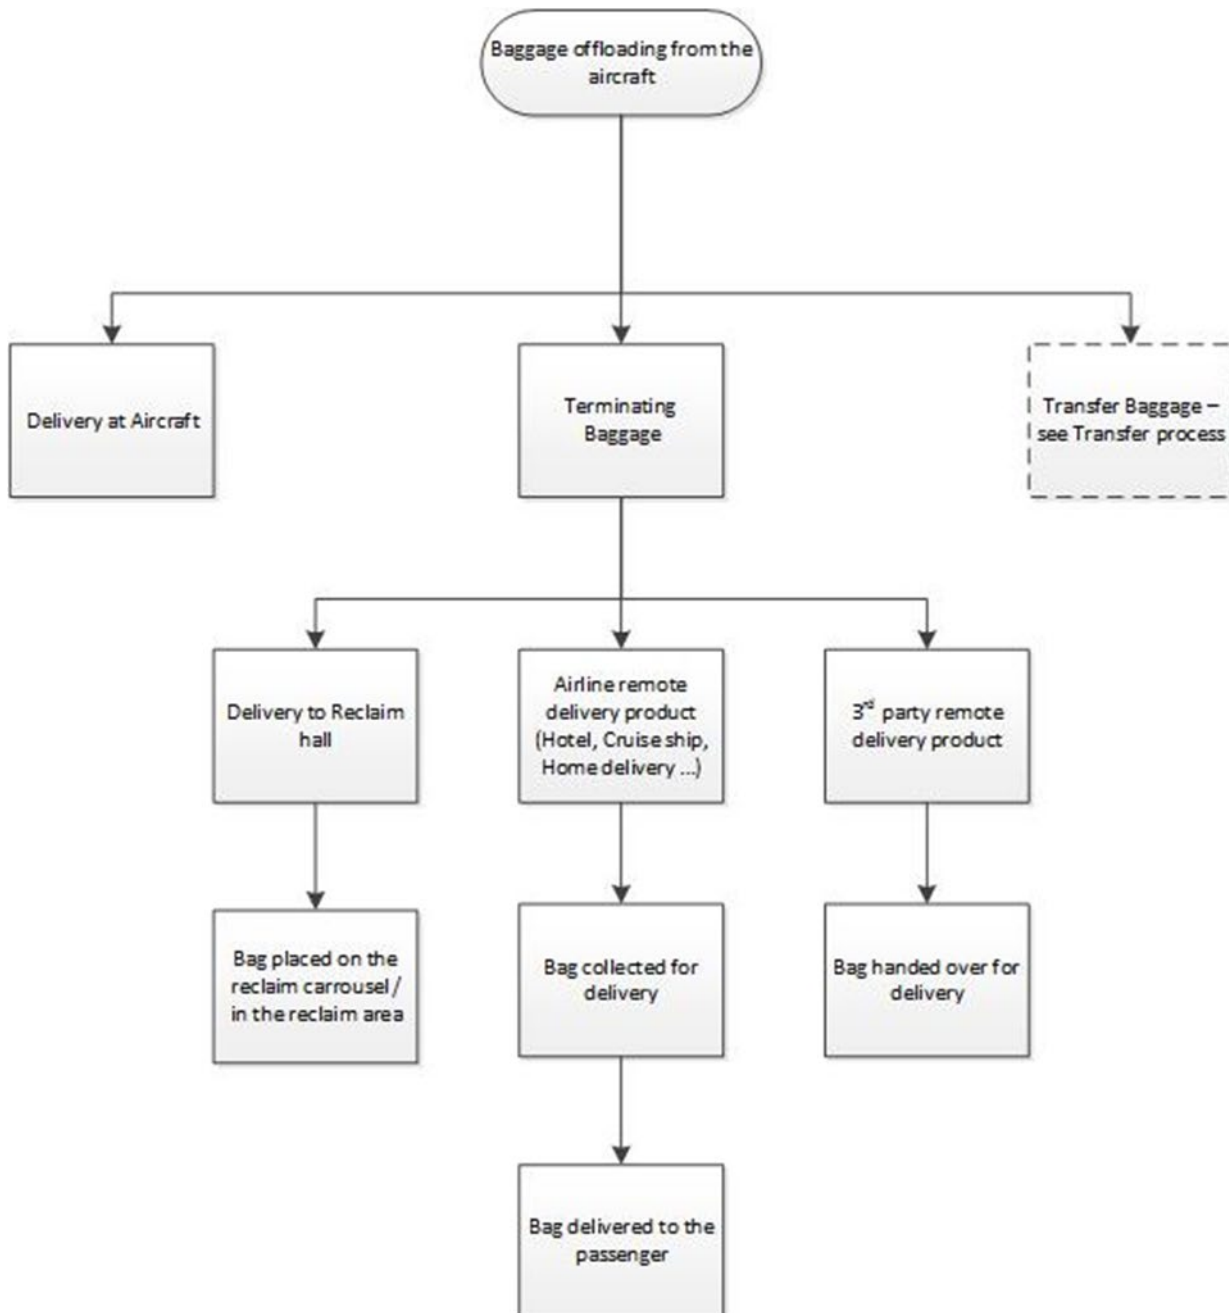 Baggage offloading from the
aircraft
Delivery at Aircraft
Terminating
Baggage
Transfer Baggage –
see Transfer process
Delivery to Reclaim
hall
Airline remote
delivery product
(Hotel, Cruise ship,
Home delivery ...)
3rd party remote
delivery product
Bag placed on the
reclaim carrousel /
in the reclaim area
Bag collected for
delivery
Bag handed over for
delivery
Bag delivered to the
passenger